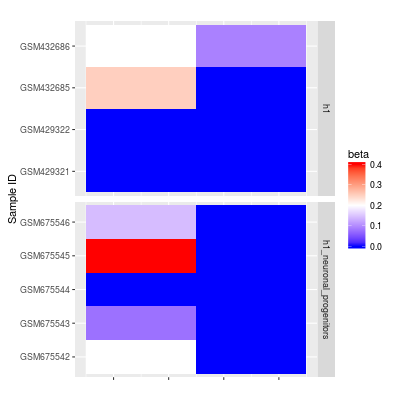 GSM432686
GSM432685
GSM429322
GSM429321
h1
GSM675546
GSM675545
GSM675544
GSM675543
GSM675542
h1_neuronal_progenitors
Sample ID
beta
0.4
0.3
0.2
0.1
0.0